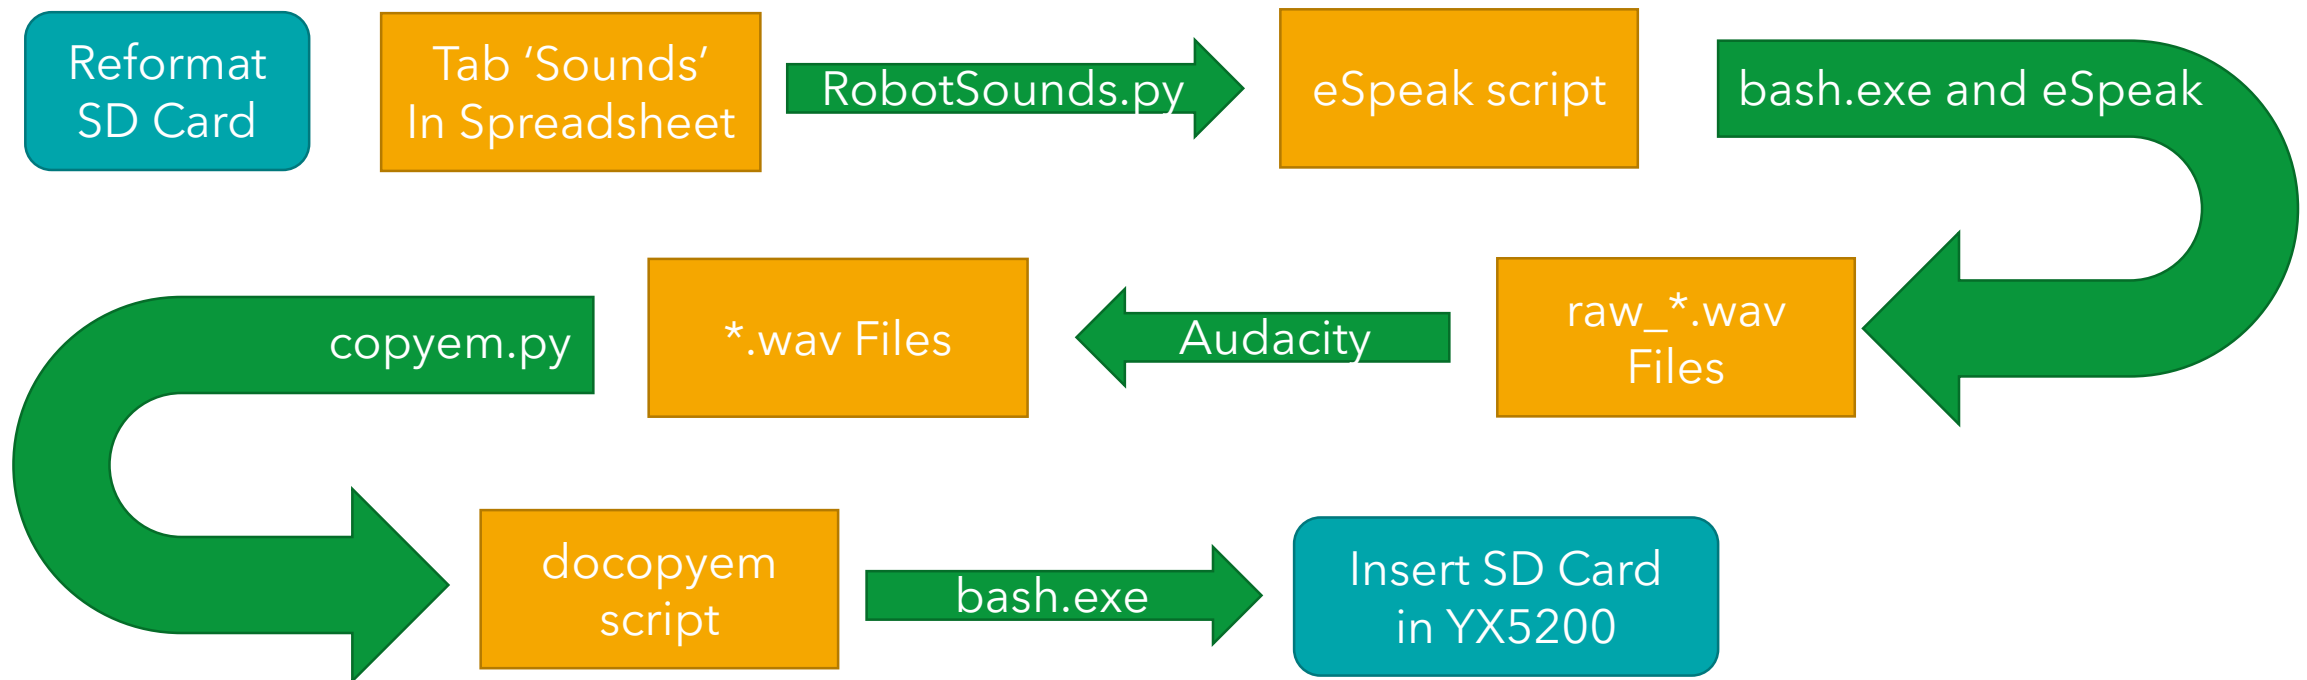 Reformat
SD Card
Tab ‘Sounds’
In Spreadsheet
RobotSounds.py
eSpeak script
bash.exe and eSpeak
copyem.py
*.wav Files
Audacity
raw_*.wav
Files
docopyem
script
bash.exe
Insert SD Card
in YX5200